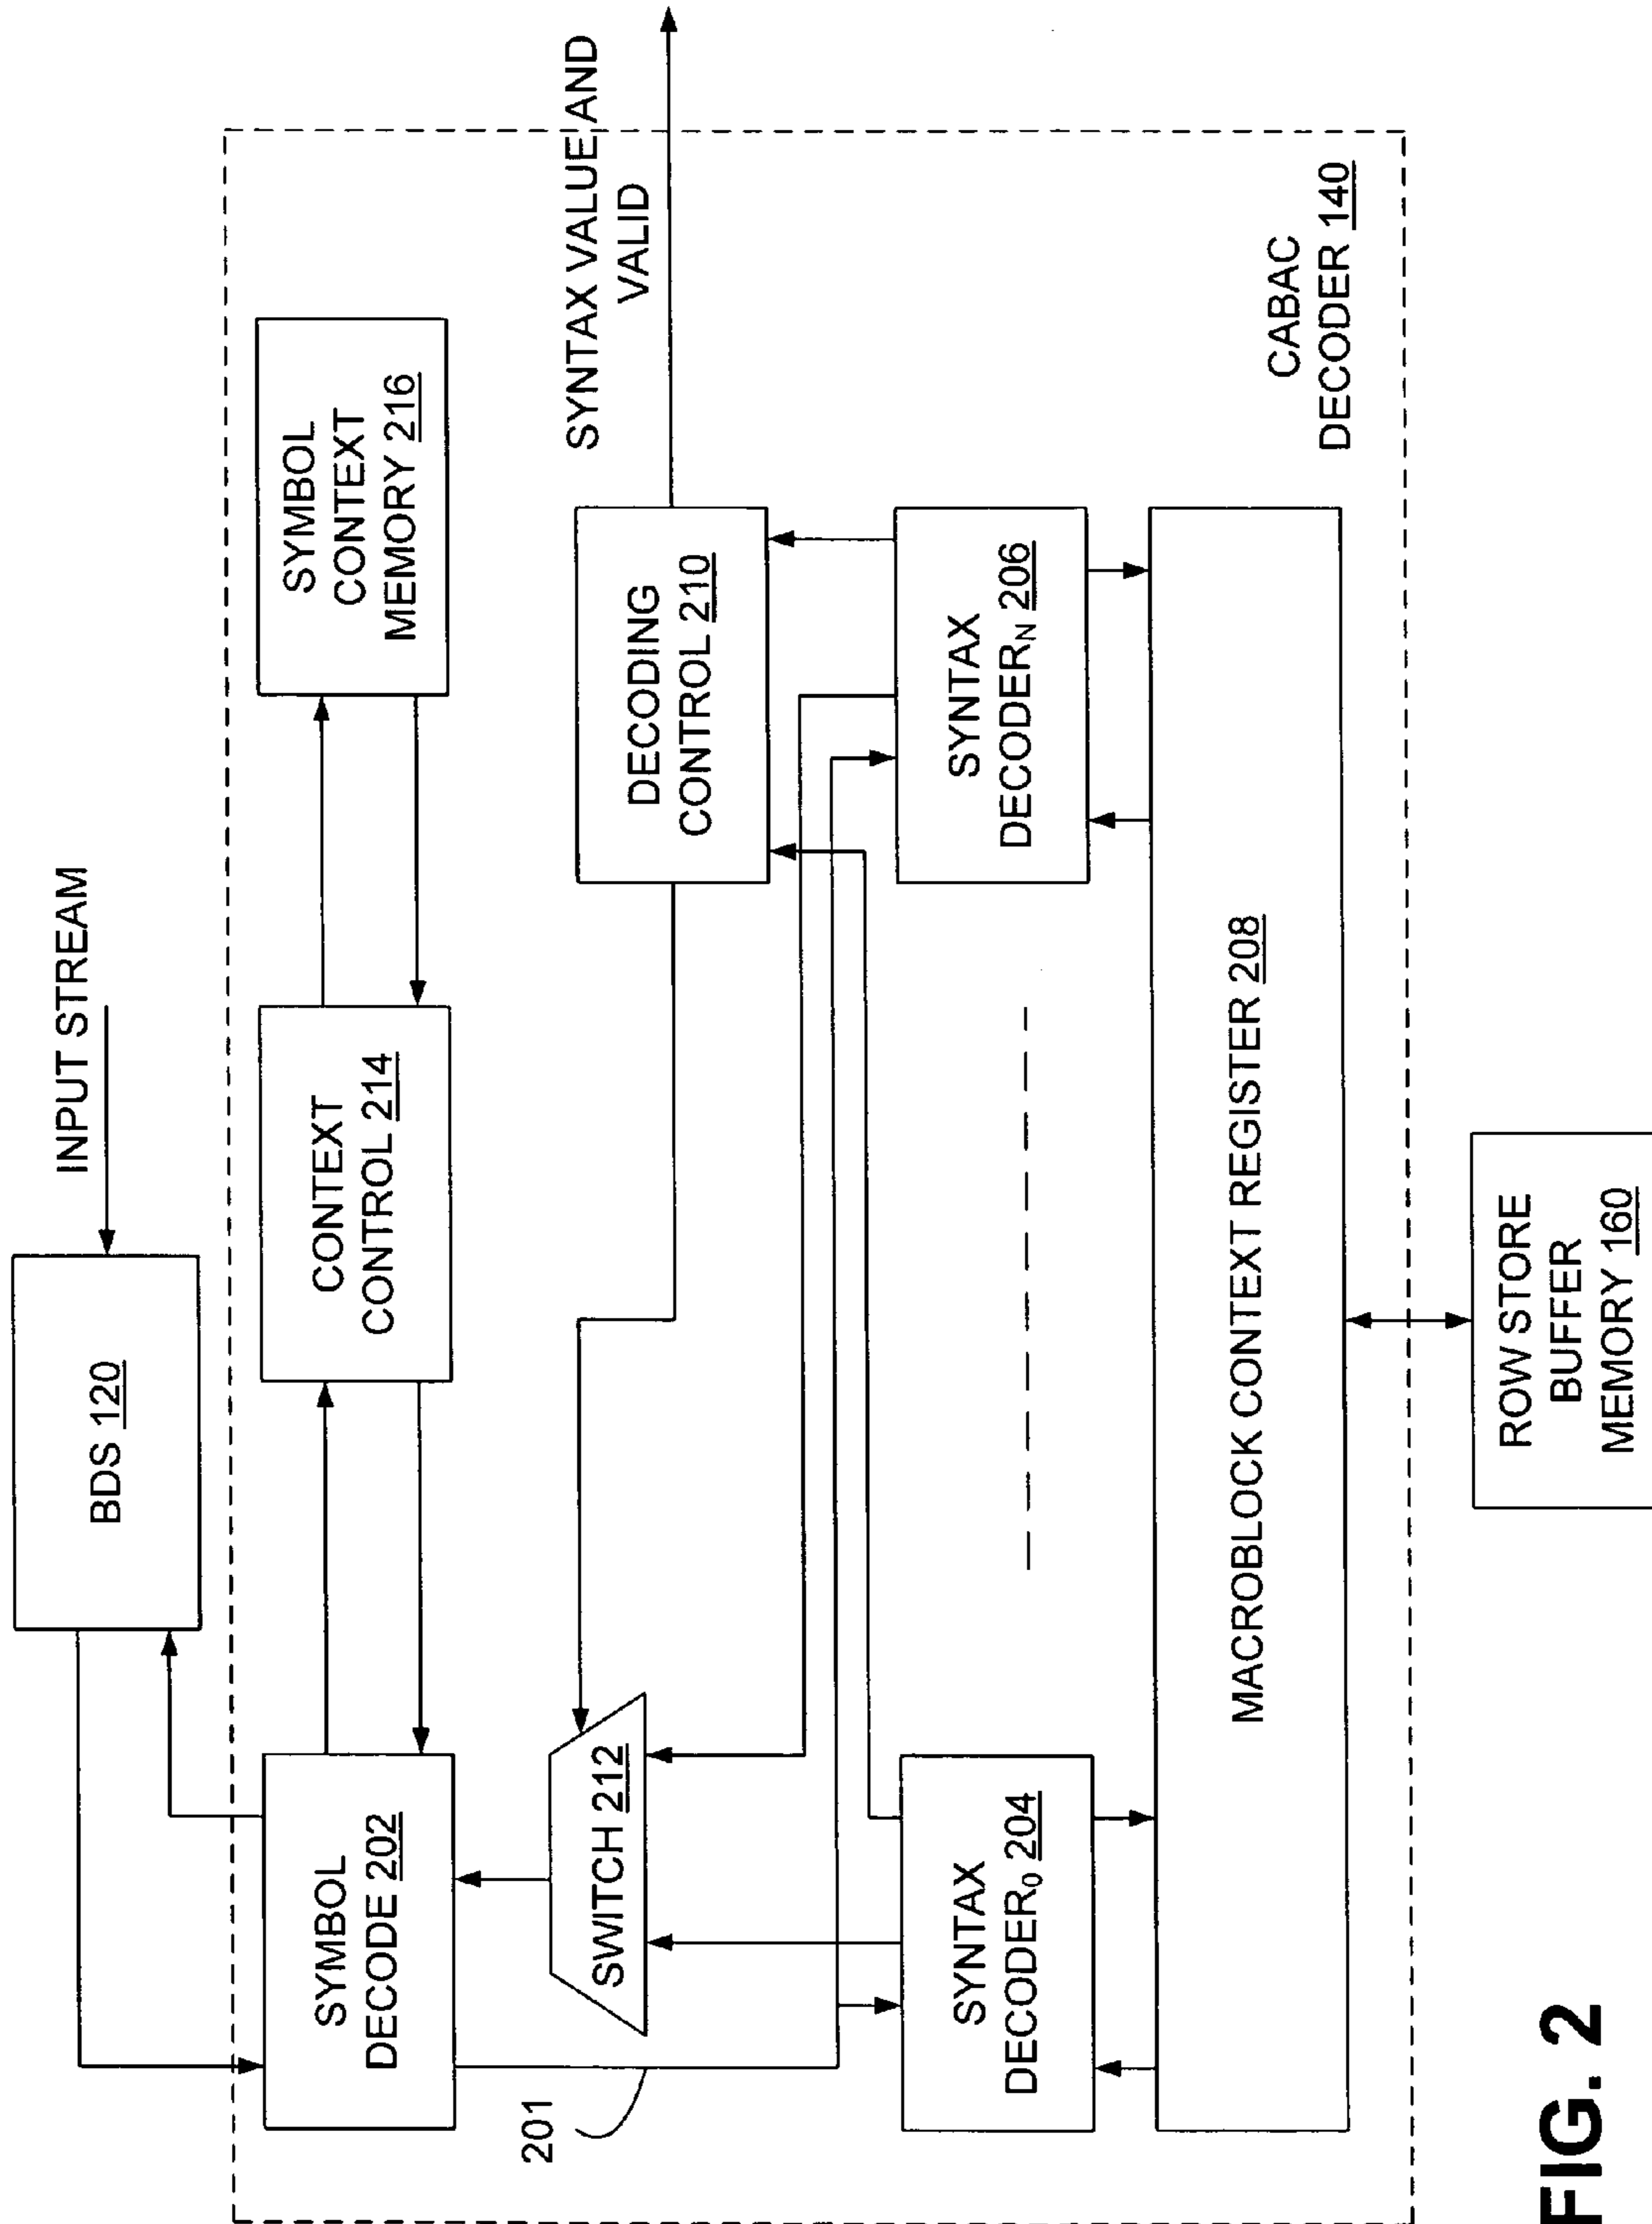 INPUT STREAM
BDS 120
SYMBOL
DECODE 202
CONTEXT
CONTROL 214
SYMBOL
CONTEXT
MEMORY 216
201
SWITCH 212
DECODING
CONTROL 210
SYNTAX VALUE AND
VALID
SYNTAX
DECODER₀ 204
SYNTAX
DECODER_N 206
MACROBLOCK CONTEXT REGISTER 208
CABAC
DECODER 140
ROW STORE
BUFFER
MEMORY 160
FIG. 2